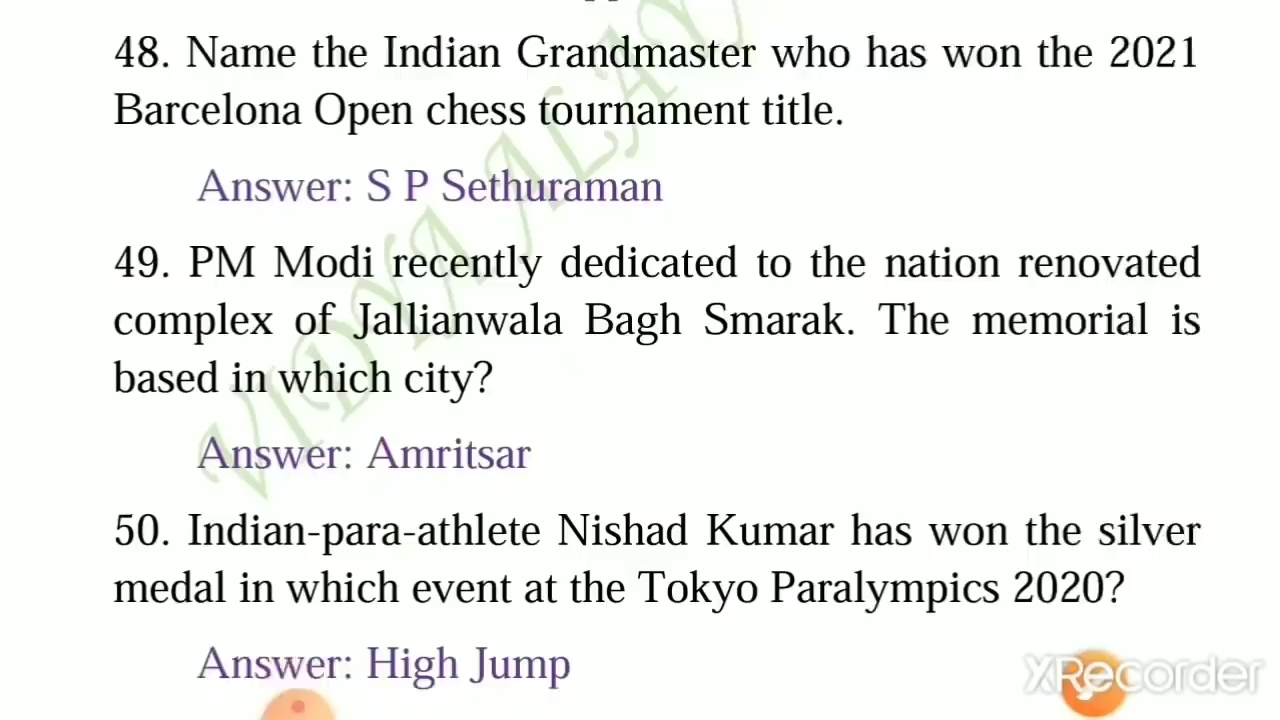 48. Name the Indian Grandmaster who has won the 2021
Barcelona Open chess tournament title.
Answer: S P Sethuraman
49. PM Modi recently dedicated to the nation renovated
complex of Jallianwala Bagh Smarak. The memorial is
based in which city?
Answer: Amritsar
50. Indian-para-athlete Nishad Kumar has won the silver
medal in which event at the Tokyo Paralympics 2020?
Answer: High Jump
VIDYA ALAY
XRecorder